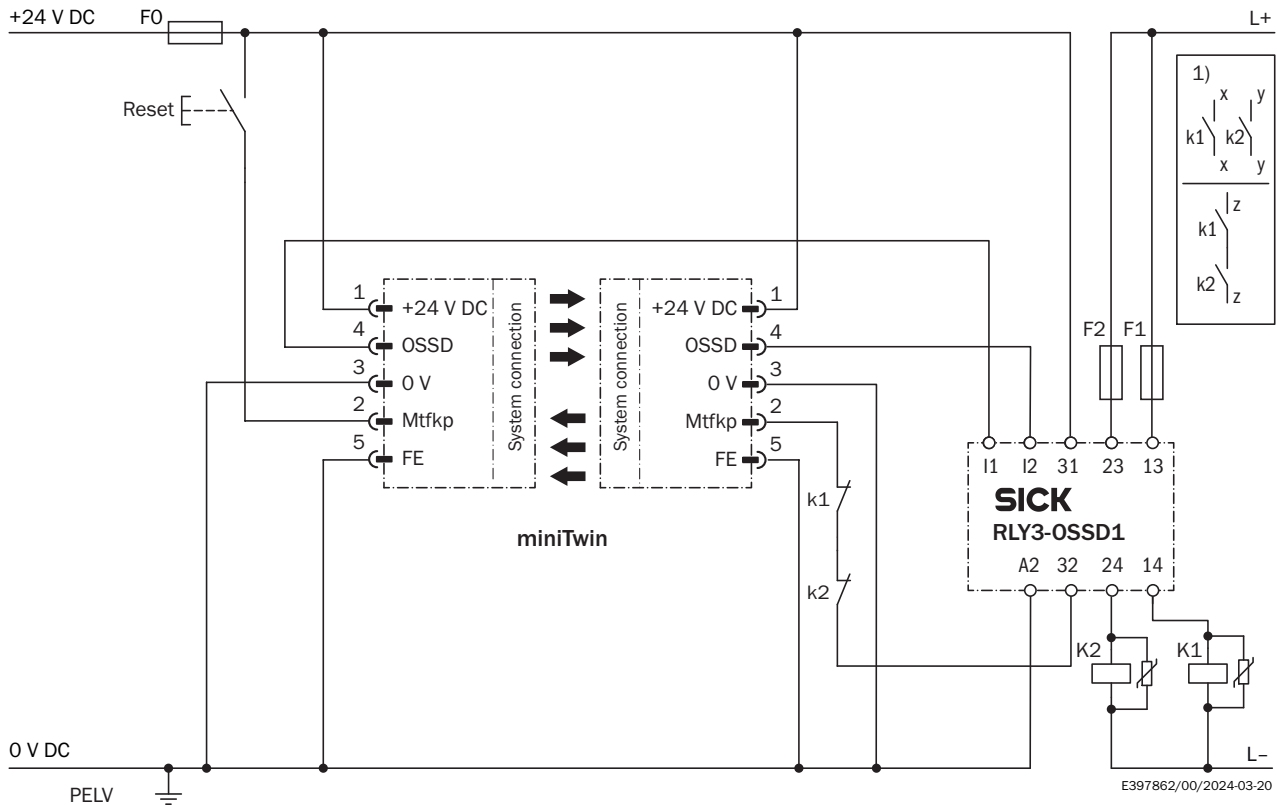 +24 V DC F0 L+
Reset
1)
x y
k1 k2
x y
z
k1
k2
z
1 +24 V DC
4 OSSD
3 0 V
2 Mtfkp
5 FE
System connection
System connection
+24 V DC 1
OSSD 4
0 V 3
Mtfkp 2
FE 5
miniTwin
k1
k2
F2 F1
I1 I2 31 23 13
SICK
RLY3-OSSD1
A2 32 24 14
K2 K1
0 V DC L–
PELV
E397862/00/2024-03-20